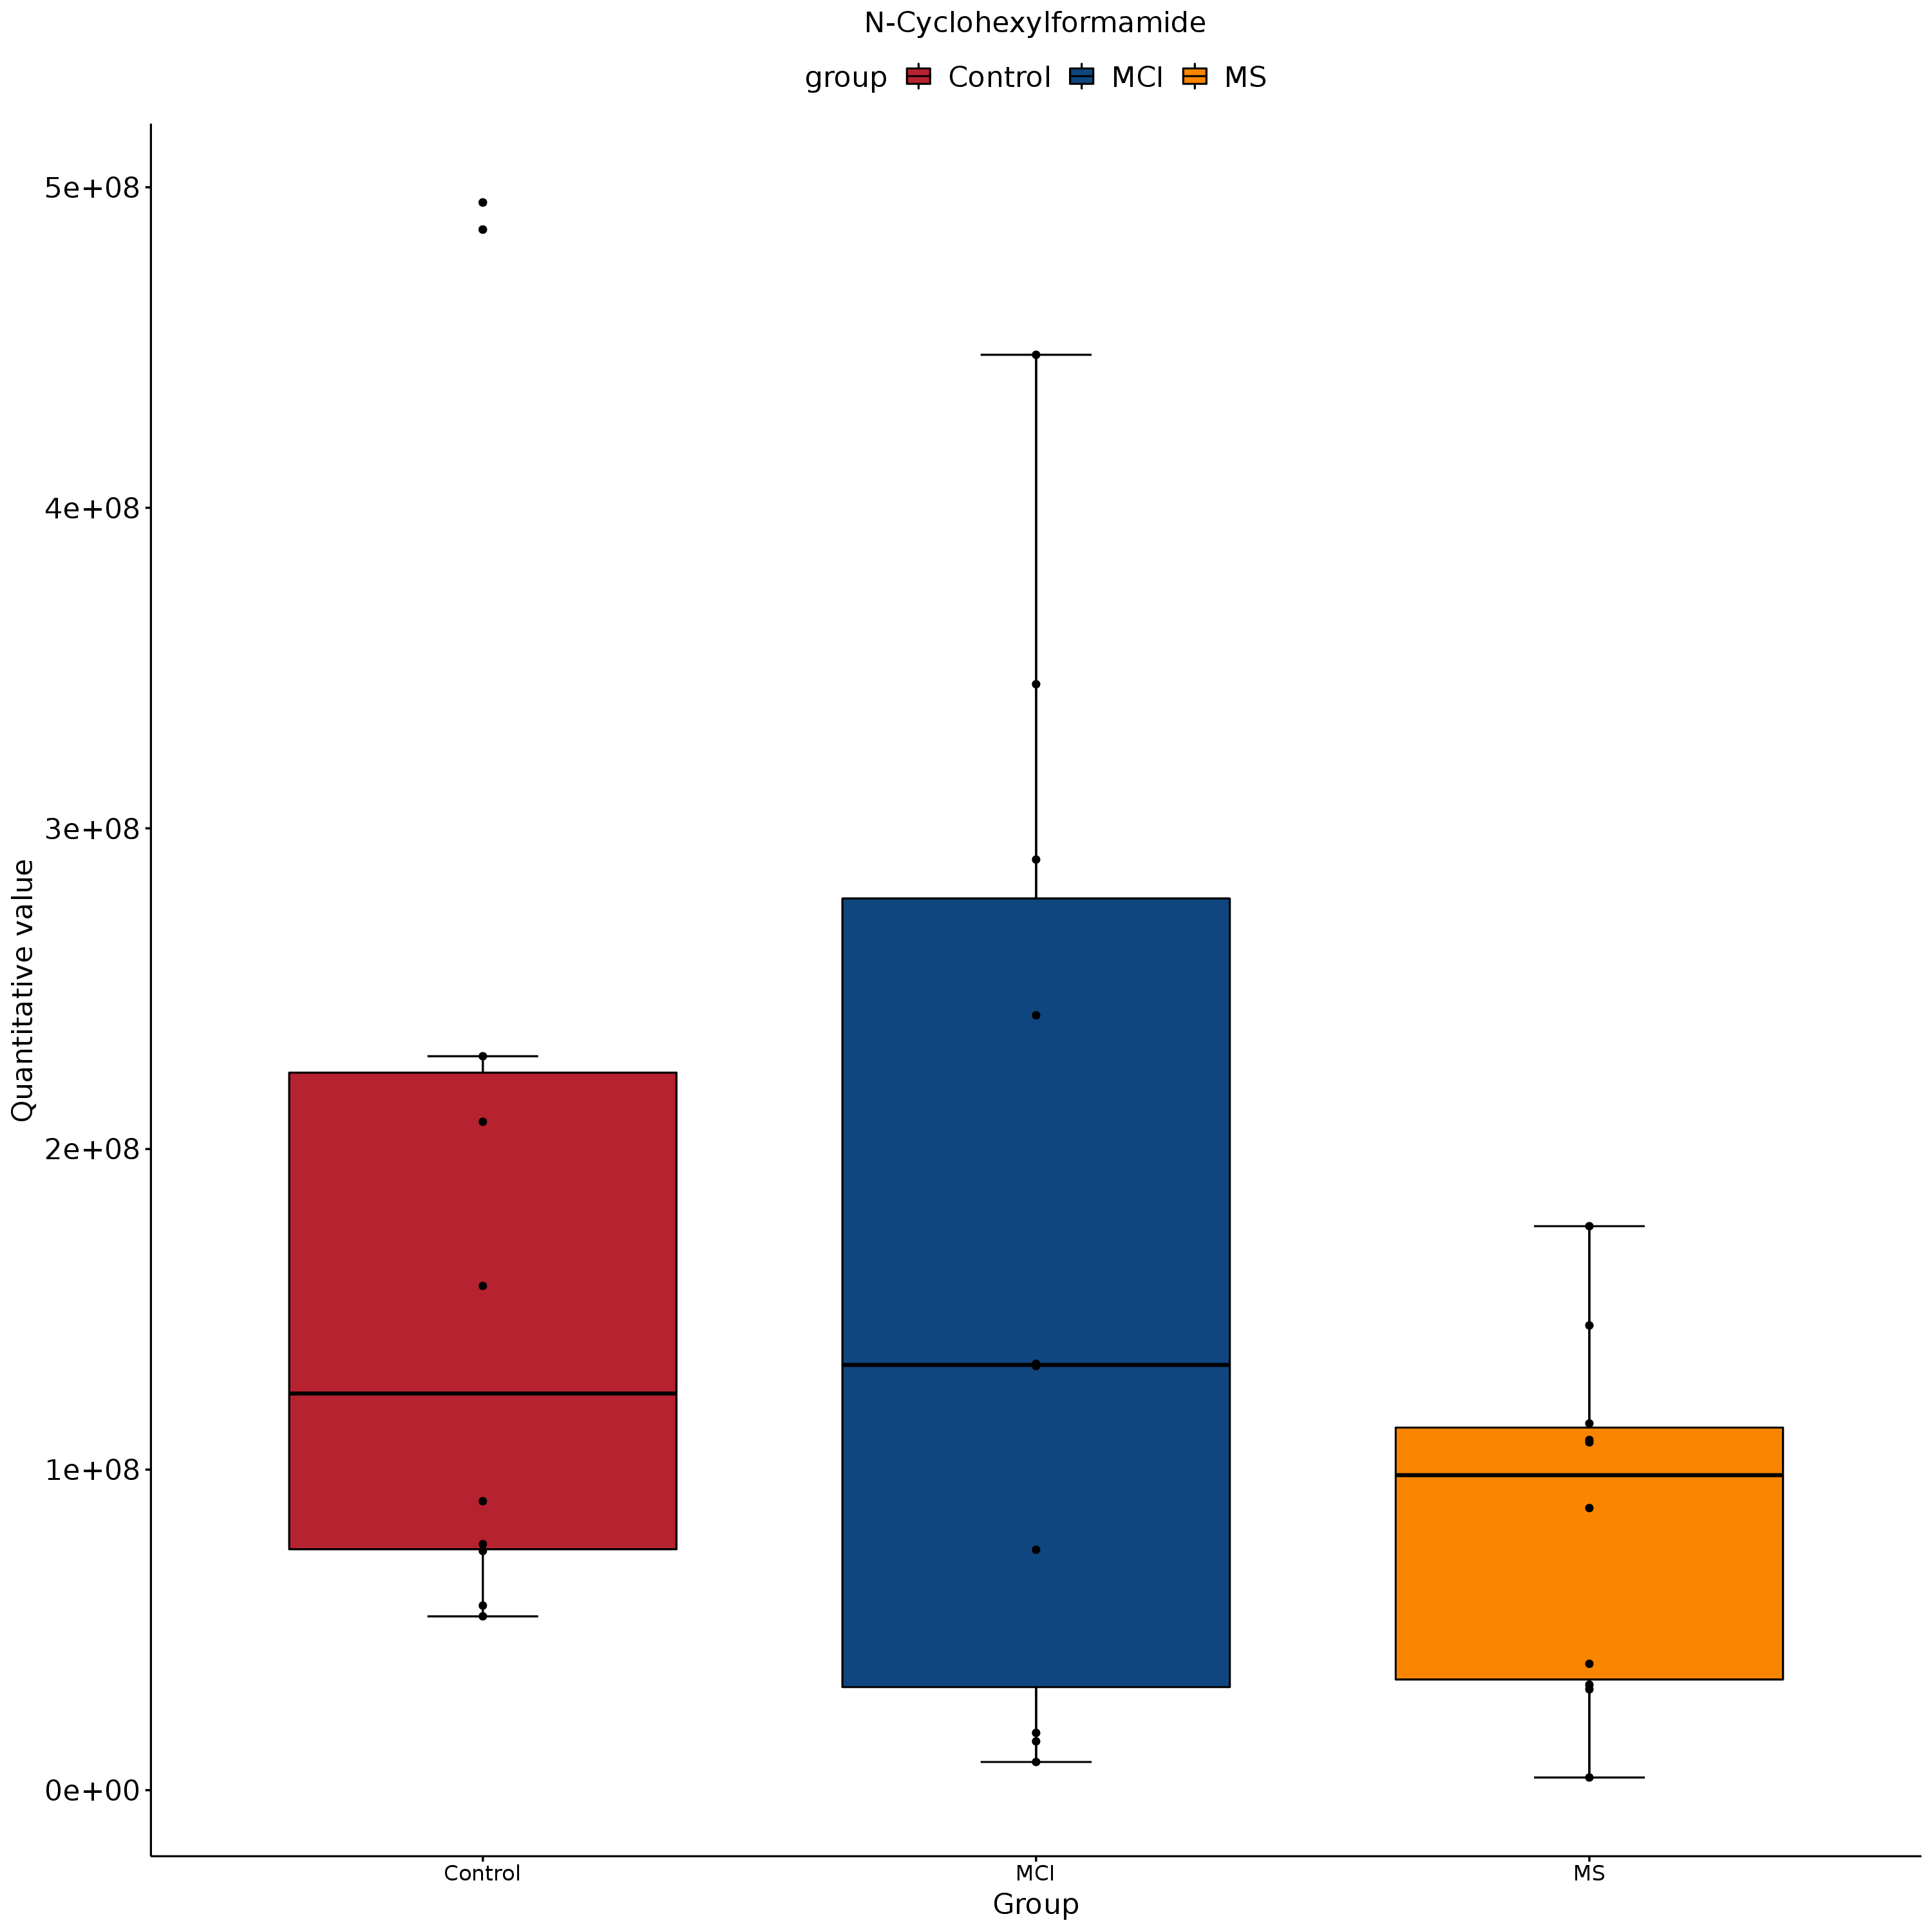 N-Cyclohexylformamide
group Control MCI MS
5e+08
4e+08
3e+08
2e+08
1e+08
0e+00
Quantitative value
Control MCI MS
Group